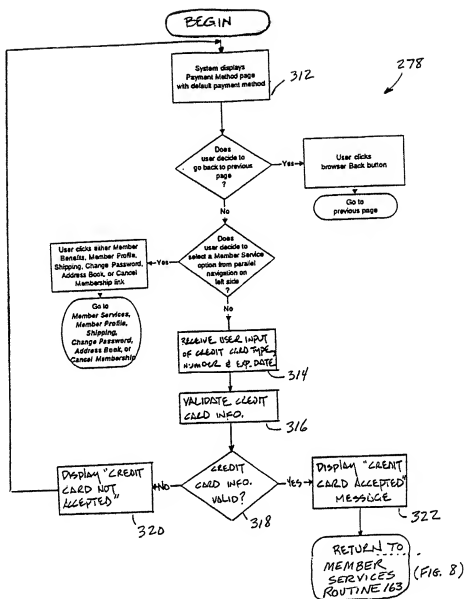 BEGIN
System displays
Payment Method page
with default payment method
312
278
Does
user decide to
go back to previous
page
?
Yes
User clicks
browser Back button
Go to
previous page
No
Does
user decide to
select a Member Service
option from parallel
navigation on
left side
?
Yes
User clicks either Member
Benefits, Member Profile,
Shipping, Change Password,
Address Book, or Cancel
Membership link
Go to
Member Services,
Member Profile,
Shipping,
Change Password,
Address Book, or
Cancel Membership
No
RECEIVE USER INPUT
OF CREDIT CARD TYPE,
NUMBER & EXP. DATE
314
VALIDATE CREDIT
CARD INFO.
316
CREDIT
CARD INFO.
VALID?
318
NO
DISPLAY "CREDIT
CARD NOT
ACCEPTED"
320
YES
DISPLAY "CREDIT
CARD ACCEPTED"
MESSAGE
322
RETURN TO
MEMBER
SERVICES
ROUTINE 163
(FIG. 8)